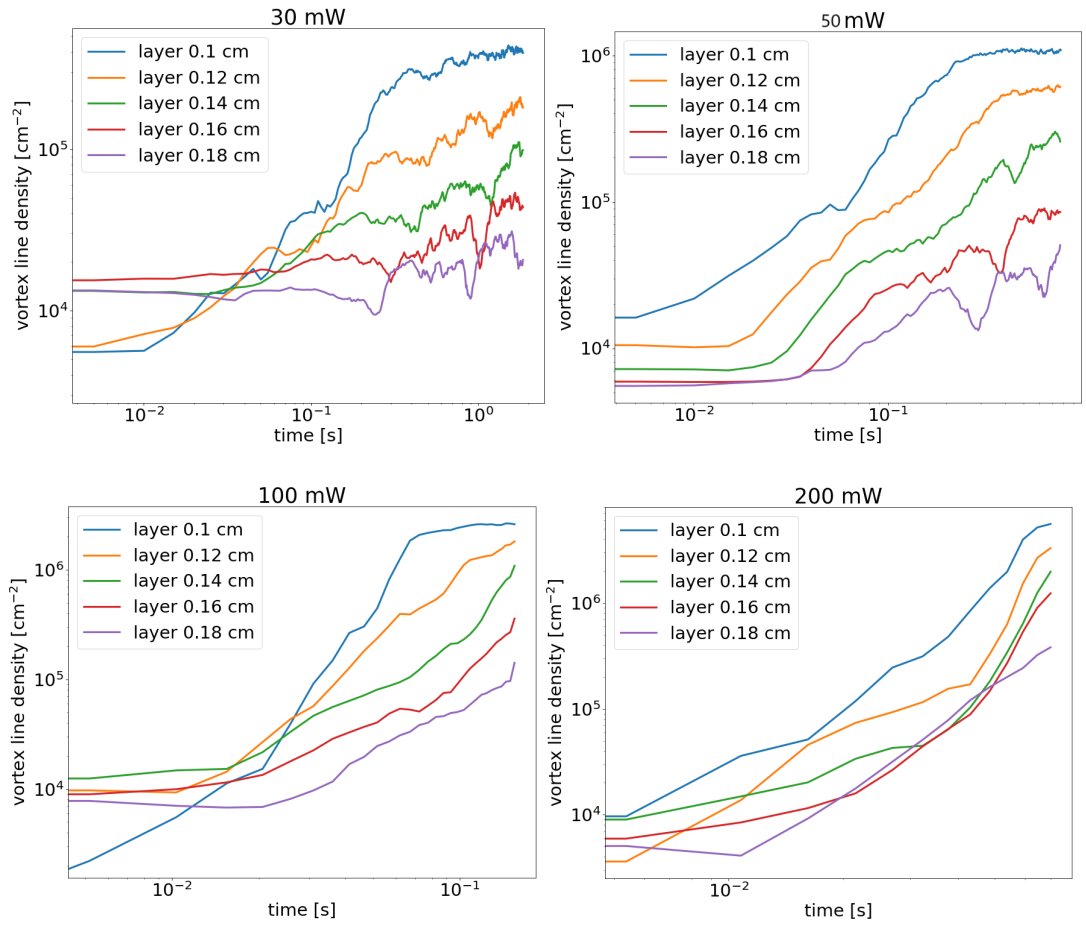 30 mW
layer 0.1 cm
layer 0.12 cm
layer 0.14 cm
layer 0.16 cm
layer 0.18 cm
vortex line density [cm⁻²]
10⁵
10⁴
10⁻²
10⁻¹
10⁰
time [s]
50 mW
layer 0.1 cm
layer 0.12 cm
layer 0.14 cm
layer 0.16 cm
layer 0.18 cm
vortex line density [cm⁻²]
10⁶
10⁵
10⁴
10⁻²
10⁻¹
time [s]
100 mW
layer 0.1 cm
layer 0.12 cm
layer 0.14 cm
layer 0.16 cm
layer 0.18 cm
vortex line density [cm⁻²]
10⁶
10⁵
10⁴
10⁻²
10⁻¹
time [s]
200 mW
layer 0.1 cm
layer 0.12 cm
layer 0.14 cm
layer 0.16 cm
layer 0.18 cm
vortex line density [cm⁻²]
10⁶
10⁵
10⁴
10⁻²
time [s]